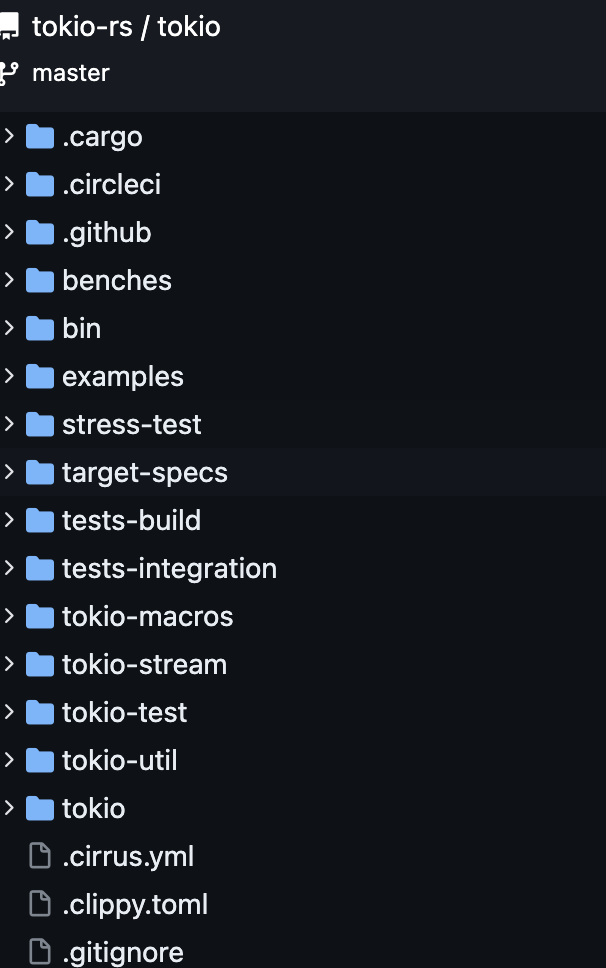 tokio-rs / tokio
master
.cargo
.circleci
.github
benches
bin
examples
stress-test
target-specs
tests-build
tests-integration
tokio-macros
tokio-stream
tokio-test
tokio-util
tokio
.cirrus.yml
.clippy.toml
.gitignore